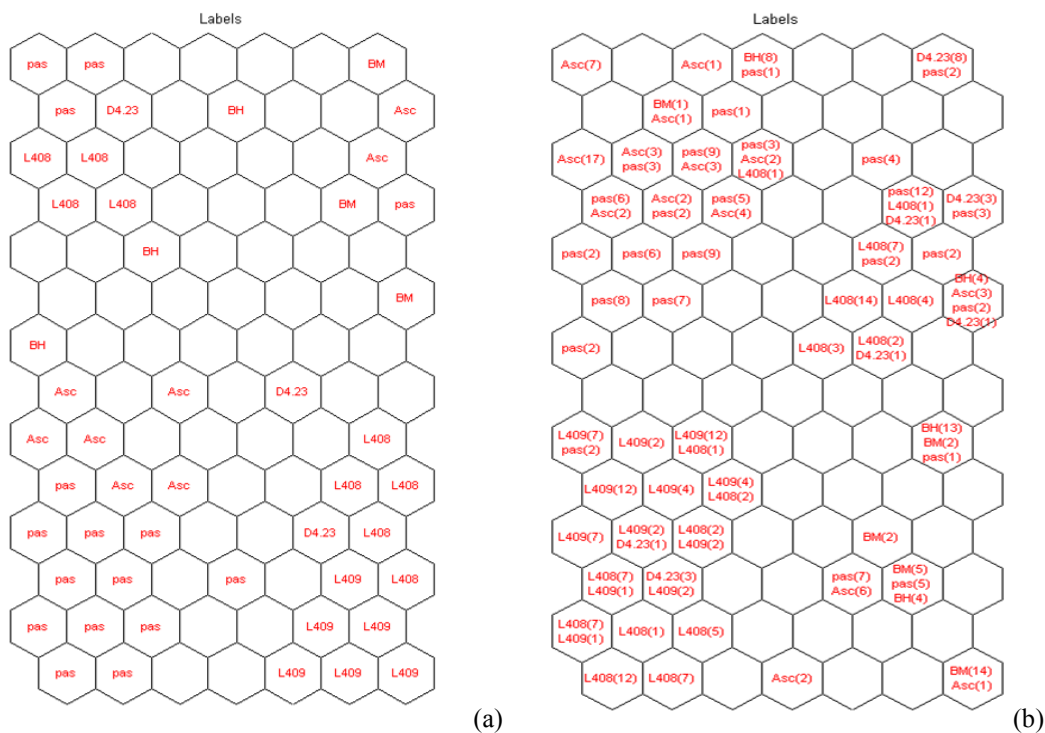 Labels
pas pas BM
pas D4.23 BH Asc
L408 L408 Asc
L408 L408 BM pas
BH
BM
BH
Asc Asc D4.23
Asc Asc L408
pas Asc Asc L408 L408
pas pas pas D4.23 L408
pas pas pas L409 L408
pas pas pas L409 L409
pas pas L409 L409 L409
(a)
Labels
Asc(7) Asc(1) BH(8) D4.23(8)
pas(1) pas(2)
BM(1) pas(1)
Asc(1)
Asc(17) Asc(3) pas(9) pas(3) pas(4)
pas(3) Asc(3) Asc(2)
L408(1)
pas(6) Asc(2) pas(5) pas(12) D4.23(3)
Asc(2) pas(2) Asc(4) L408(1) pas(3)
D4.23(1)
pas(2) pas(6) pas(9) L408(7) pas(2)
pas(2)
BH(4)
pas(8) pas(7) L408(14) L408(4) Asc(3)
pas(2)
D4.23(1)
pas(2) L408(3) L408(2)
D4.23(1)
L409(7) L409(2) L409(12) BH(13)
pas(2) L408(1) BM(2)
pas(1)
L409(12) L409(4) L409(4)
L408(2)
L409(7) L409(2) L408(2) BM(2)
D4.23(1) L409(2)
L408(7) D4.23(3) pas(7) BM(5)
L409(1) L409(2) Asc(6) pas(5)
BH(4)
L408(7) L408(1) L408(5)
L409(1)
L408(12) L408(7) Asc(2) BM(14)
Asc(1)
(b)